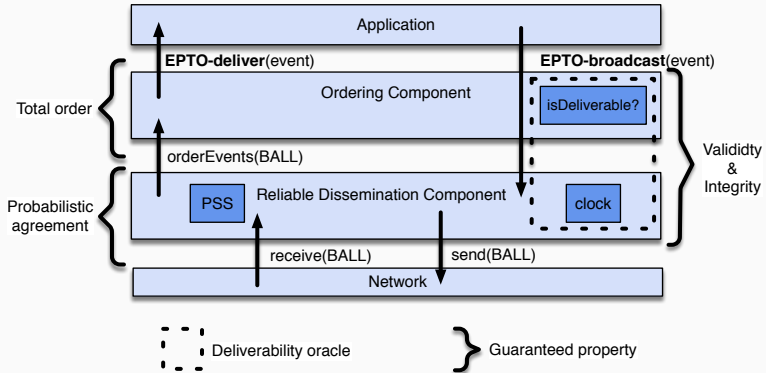 Application
EPTO-deliver(event)
EPTO-broadcast(event)
Total order
Ordering Component
isDeliverable?
orderEvents(BALL)
Validity
&
Integrity
Probabilistic
agreement
PSS
Reliable Dissemination Component
clock
receive(BALL)
send(BALL)
Network
Deliverability oracle
Guaranteed property